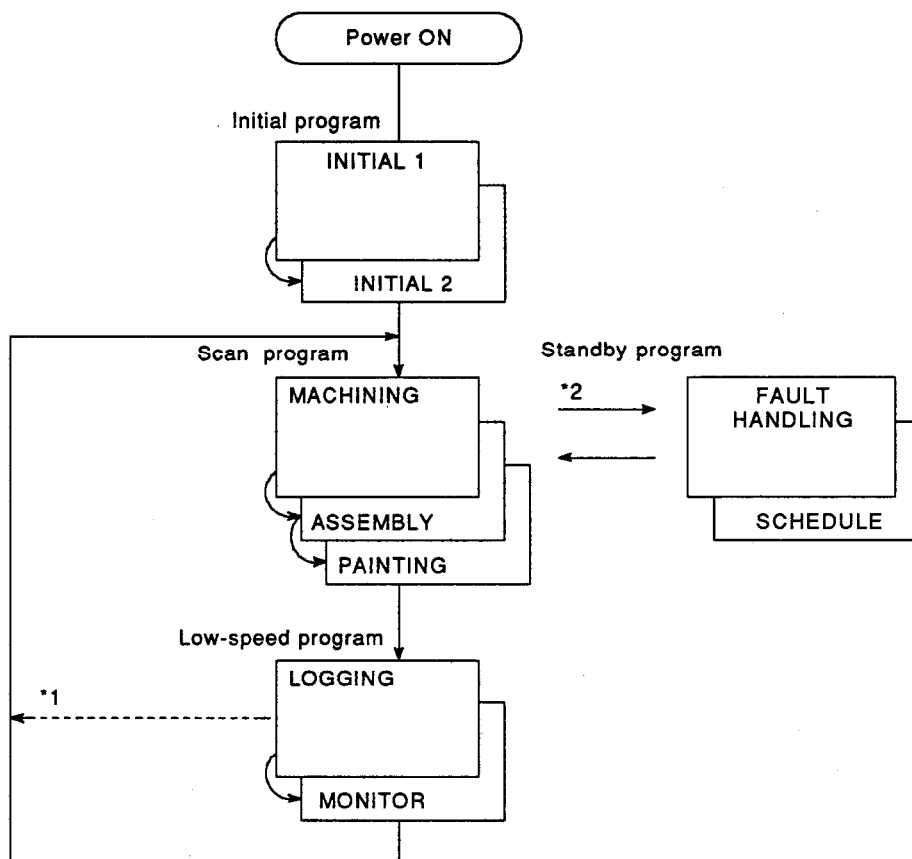 Power ON
Initial program
INITIAL 1
INITIAL 2
Scan program
Standby program
MACHINING
*2
FAULT
HANDLING
ASSEMBLY
SCHEDULE
PAINTING
Low-speed program
LOGGING
*1
MONITOR